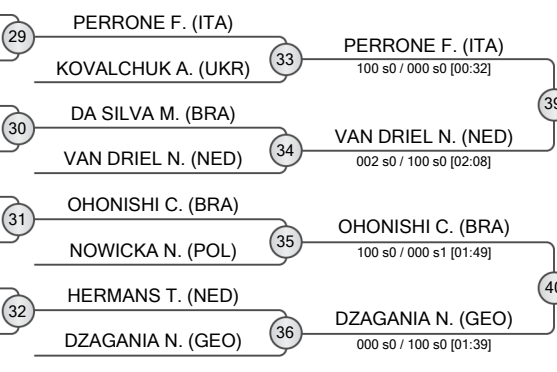 29
PERRONE F. (ITA)
KOVALCHUK A. (UKR)
33
PERRONE F. (ITA)
100 s0 / 000 s0 [00:32]
39
30
DA SILVA M. (BRA)
VAN DRIEL N. (NED)
34
VAN DRIEL N. (NED)
002 s0 / 100 s0 [02:08]
31
OHONISHI C. (BRA)
NOWICKA N. (POL)
35
OHONISHI C. (BRA)
100 s0 / 000 s1 [01:49]
40
32
HERMANS T. (NED)
DZAGANIA N. (GEO)
36
DZAGANIA N. (GEO)
000 s0 / 100 s0 [01:39]